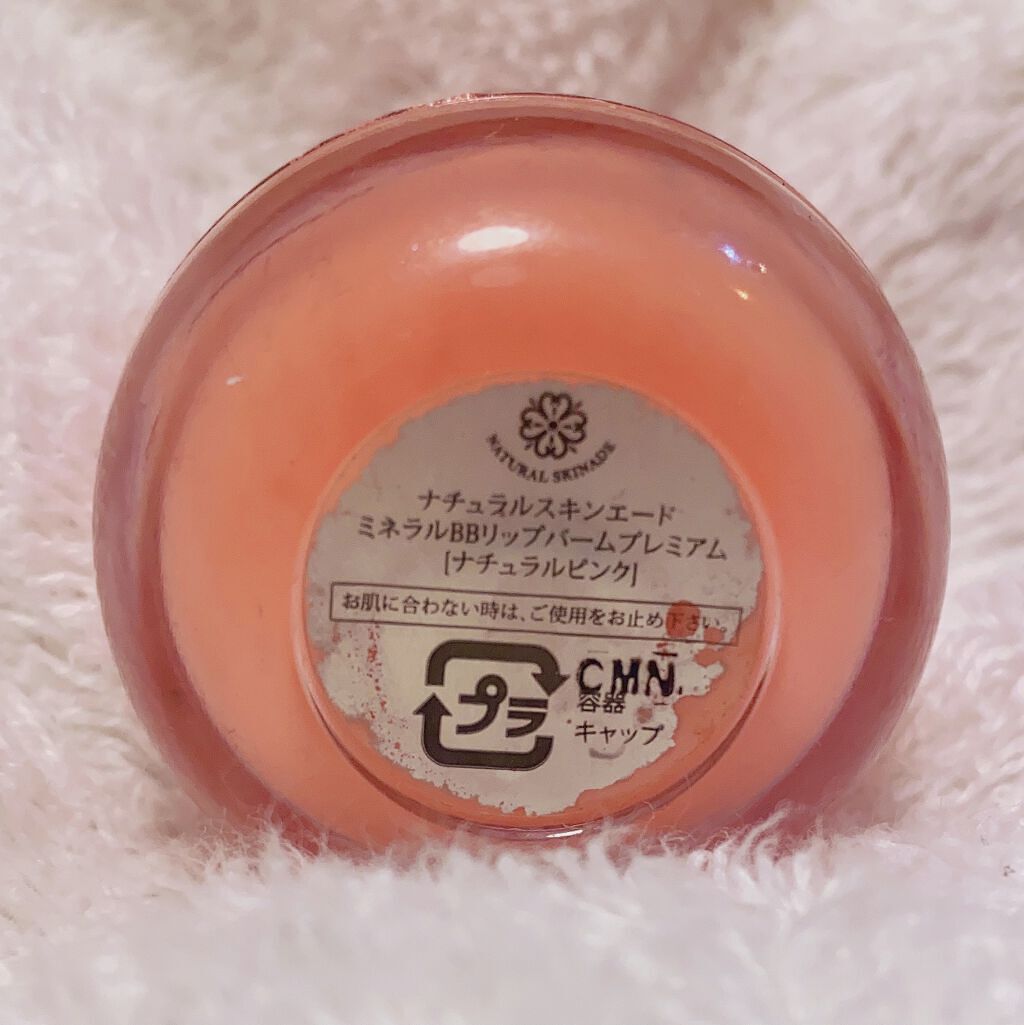 NATURAL SKINADE
ナチュラルスキンエード
ミネラルBBリップバームプレミアム
[ナチュラルピンク]
お肌に合わない時は、ご使用をお止め下さい。
プラ
CMN.
容器
キャップ